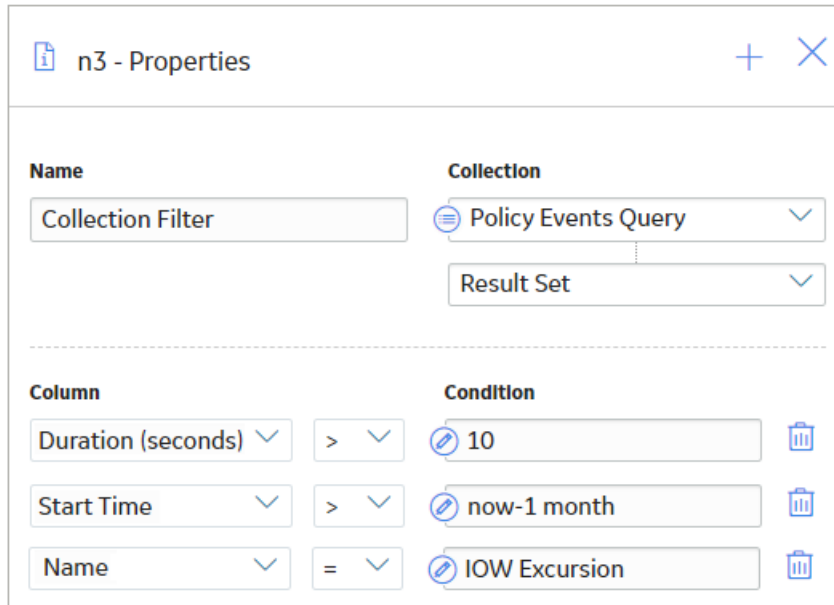 n3 - Properties
Name Collection
Collection Filter Policy Events Query
Result Set
Column Condition
Duration (seconds) > 10
Start Time > now-1 month
Name = IOW Excursion